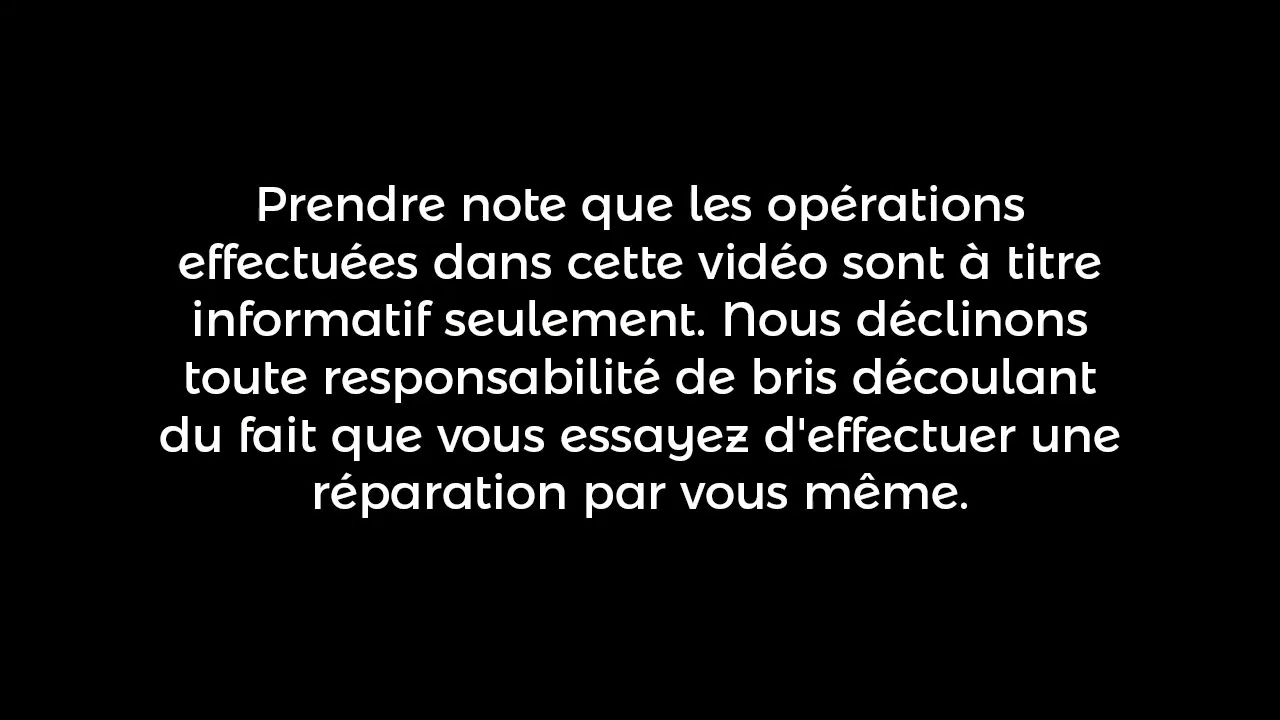 Prendre note que les opérations
effectuées dans cette vidéo sont à titre
informatif seulement. Nous déclinons
toute responsabilité de bris découlant
du fait que vous essayez d'effectuer une
réparation par vous même.